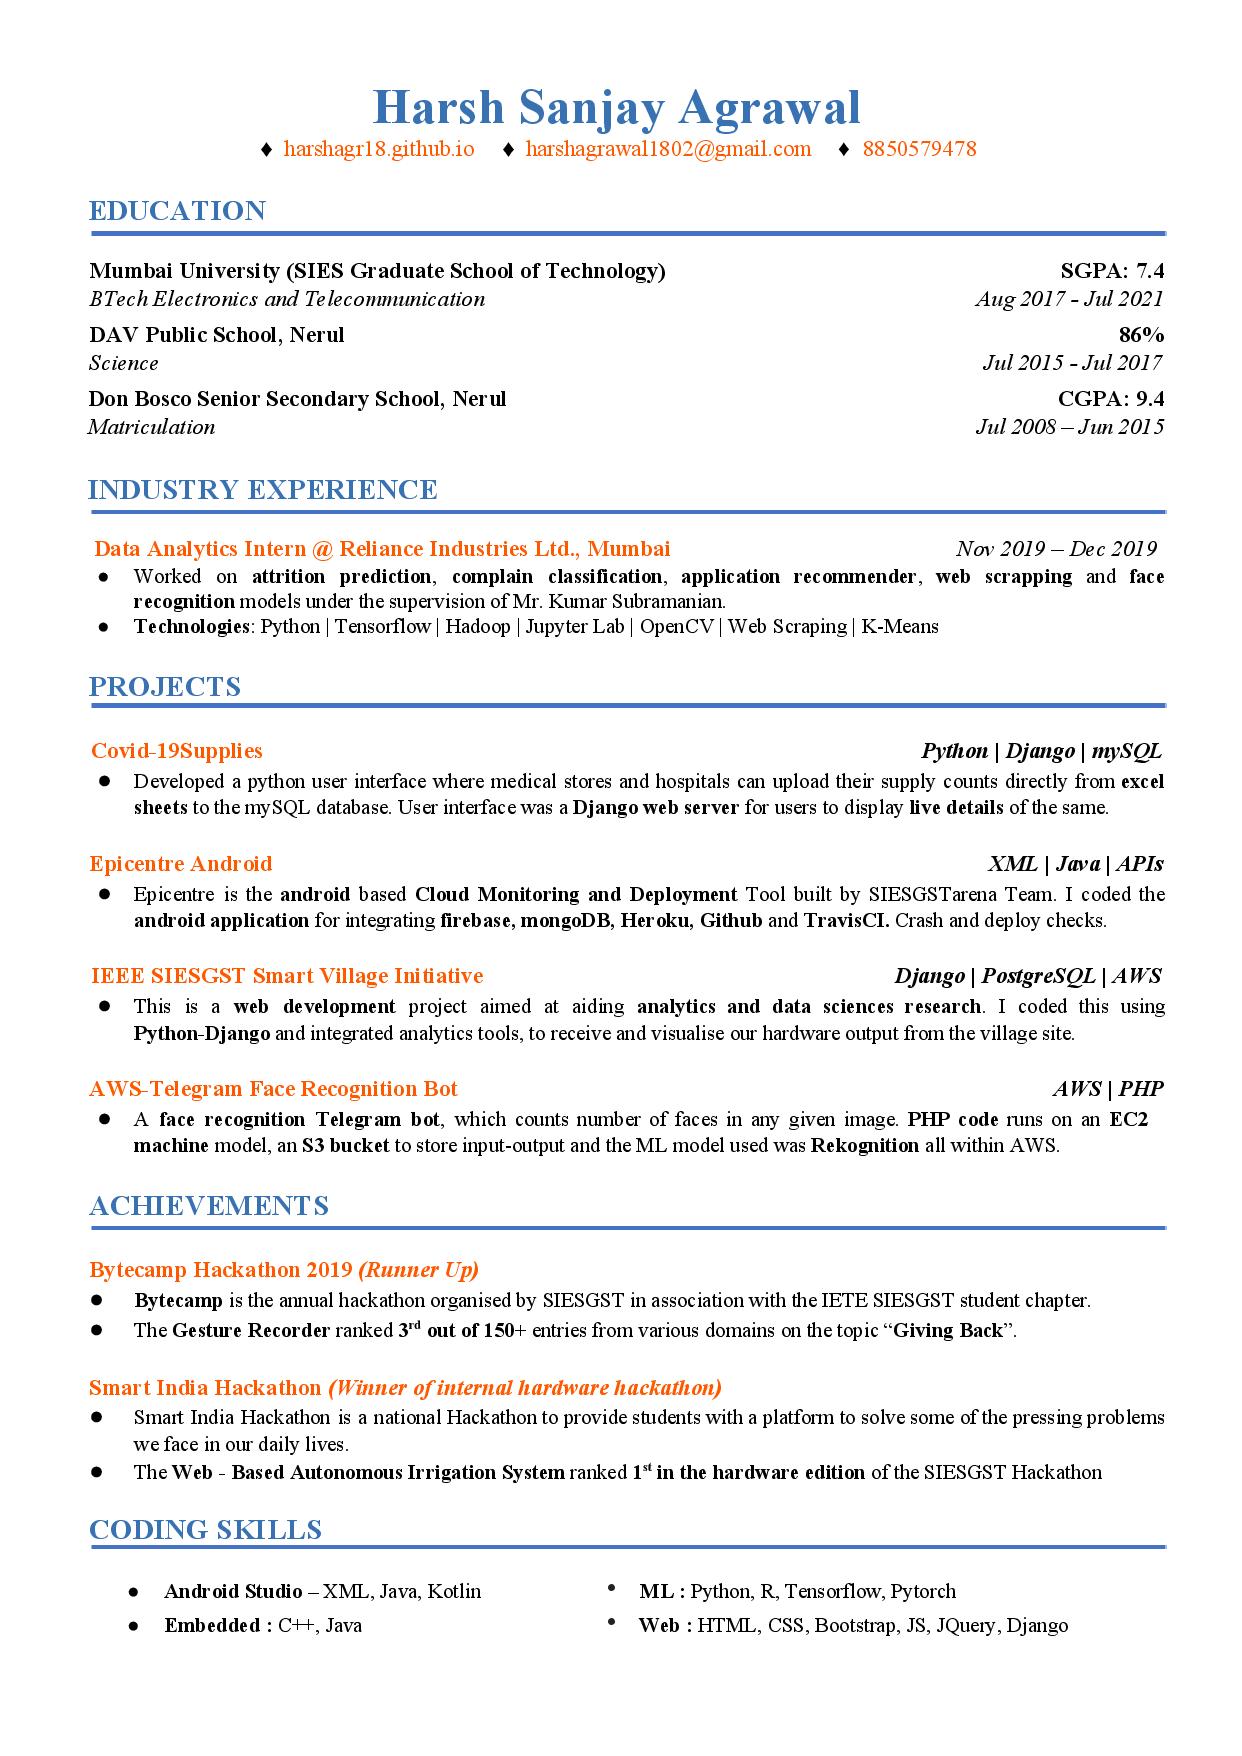 Harsh Sanjay Agrawal
♦ harshagr18.github.io ♦ harshagrawal1802@gmail.com ♦ 8850579478
EDUCATION
Mumbai University (SIES Graduate School of Technology) SGPA: 7.4
BTech Electronics and Telecommunication Aug 2017 - Jul 2021
DAV Public School, Nerul 86%
Science Jul 2015 - Jul 2017
Don Bosco Senior Secondary School, Nerul CGPA: 9.4
Matriculation Jul 2008 – Jun 2015
INDUSTRY EXPERIENCE
Data Analytics Intern @ Reliance Industries Ltd., Mumbai Nov 2019 – Dec 2019
● Worked on attrition prediction, complain classification, application recommender, web scrapping and face
recognition models under the supervision of Mr. Kumar Subramanian.
● Technologies: Python | Tensorflow | Hadoop | Jupyter Lab | OpenCV | Web Scraping | K-Means
PROJECTS
Covid-19Supplies Python | Django | mySQL
● Developed a python user interface where medical stores and hospitals can upload their supply counts directly from excel
sheets to the mySQL database. User interface was a Django web server for users to display live details of the same.
Epicentre Android XML | Java | APIs
● Epicentre is the android based Cloud Monitoring and Deployment Tool built by SIESGSTarena Team. I coded the
android application for integrating firebase, mongoDB, Heroku, Github and TravisCI. Crash and deploy checks.
IEEE SIESGST Smart Village Initiative Django | PostgreSQL | AWS
● This is a web development project aimed at aiding analytics and data sciences research. I coded this using
Python-Django and integrated analytics tools, to receive and visualise our hardware output from the village site.
AWS-Telegram Face Recognition Bot AWS | PHP
● A face recognition Telegram bot, which counts number of faces in any given image. PHP code runs on an EC2
machine model, an S3 bucket to store input-output and the ML model used was Rekognition all within AWS.
ACHIEVEMENTS
Bytecamp Hackathon 2019 (Runner Up)
● Bytecamp is the annual hackathon organised by SIESGST in association with the IETE SIESGST student chapter.
● The Gesture Recorder ranked 3rd out of 150+ entries from various domains on the topic “Giving Back”.
Smart India Hackathon (Winner of internal hardware hackathon)
● Smart India Hackathon is a national Hackathon to provide students with a platform to solve some of the pressing problems
we face in our daily lives.
● The Web - Based Autonomous Irrigation System ranked 1st in the hardware edition of the SIESGST Hackathon
CODING SKILLS
● Android Studio – XML, Java, Kotlin • ML : Python, R, Tensorflow, Pytorch
● Embedded : C++, Java • Web : HTML, CSS, Bootstrap, JS, JQuery, Django